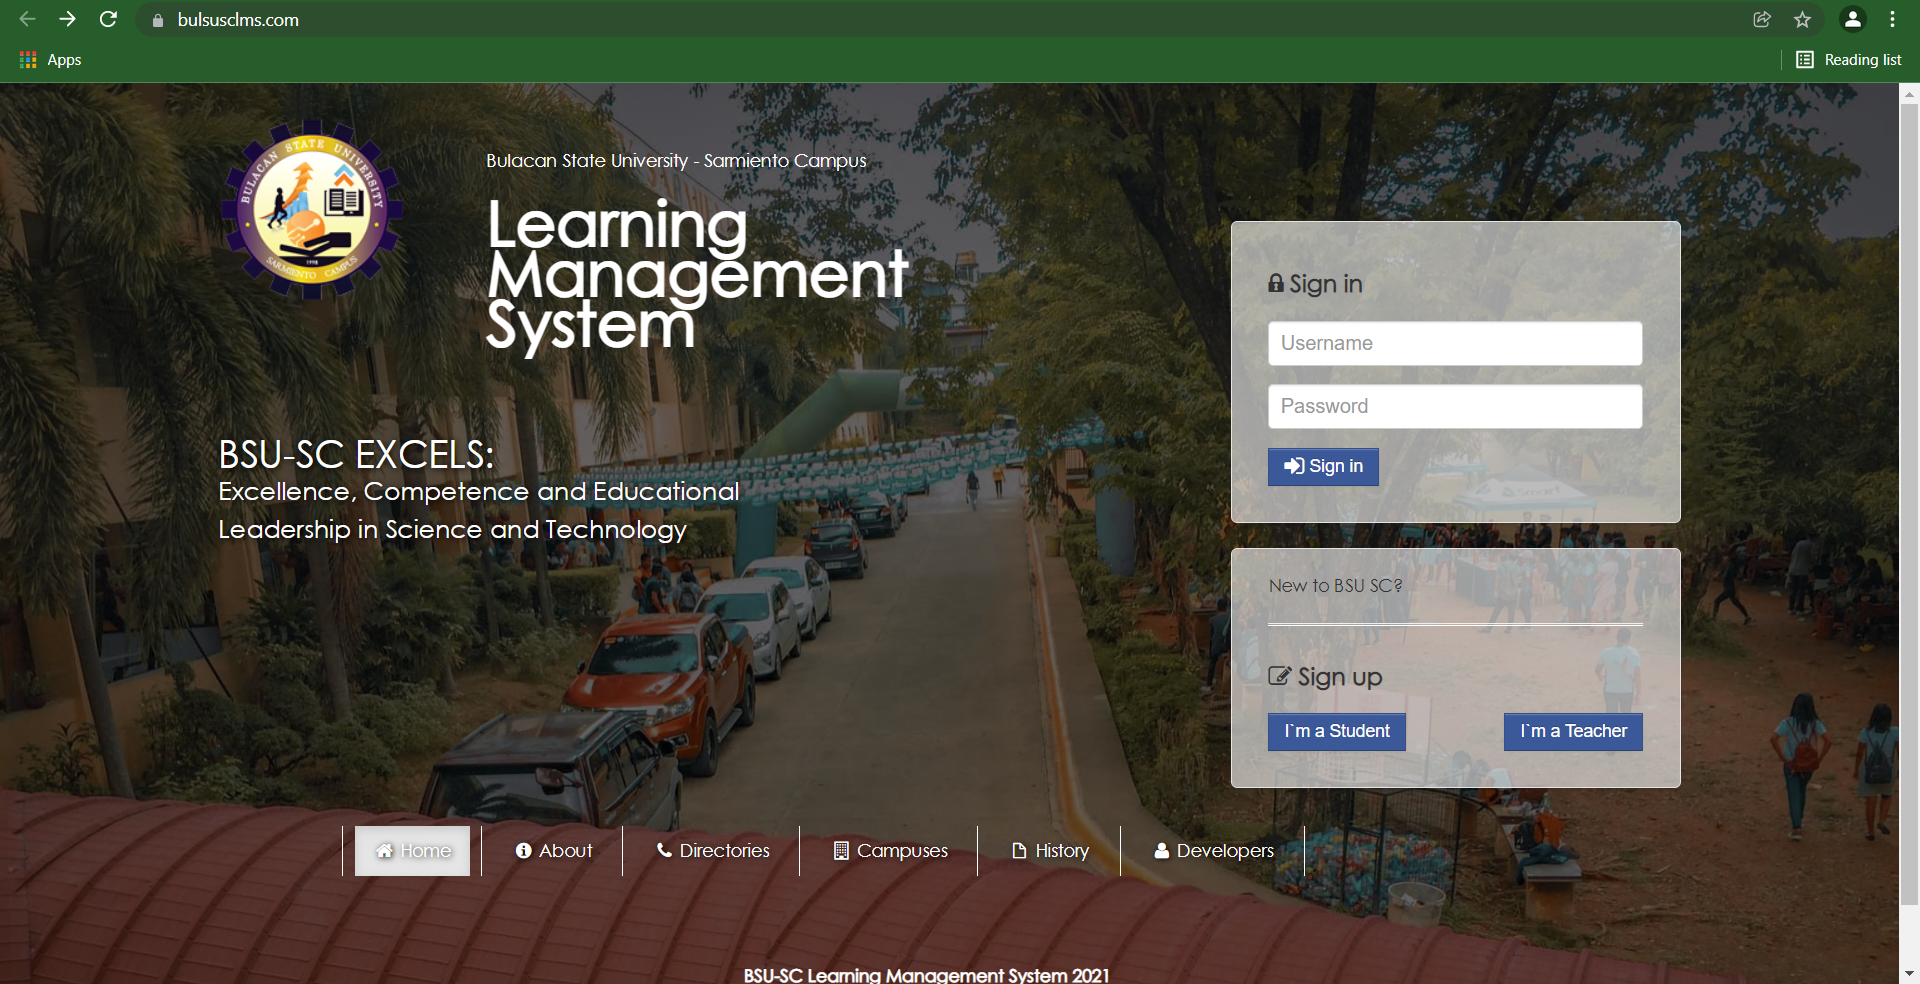 bulsusclms.com
Apps
Reading list
BULACAN STATE UNIVERSITY
SARMIENTO CAMPUS
1998
Bulacan State University - Sarmiento Campus
Learning
Management
System
BSU-SC EXCELS:
Excellence, Competence and Educational
Leadership in Science and Technology
Sign in
Username
Password
Sign in
Smart
New to BSU SC?
Sign up
I`m a Student
I`m a Teacher
Home
About
Directories
Campuses
History
Developers
BSU-SC Learning Management System 2021